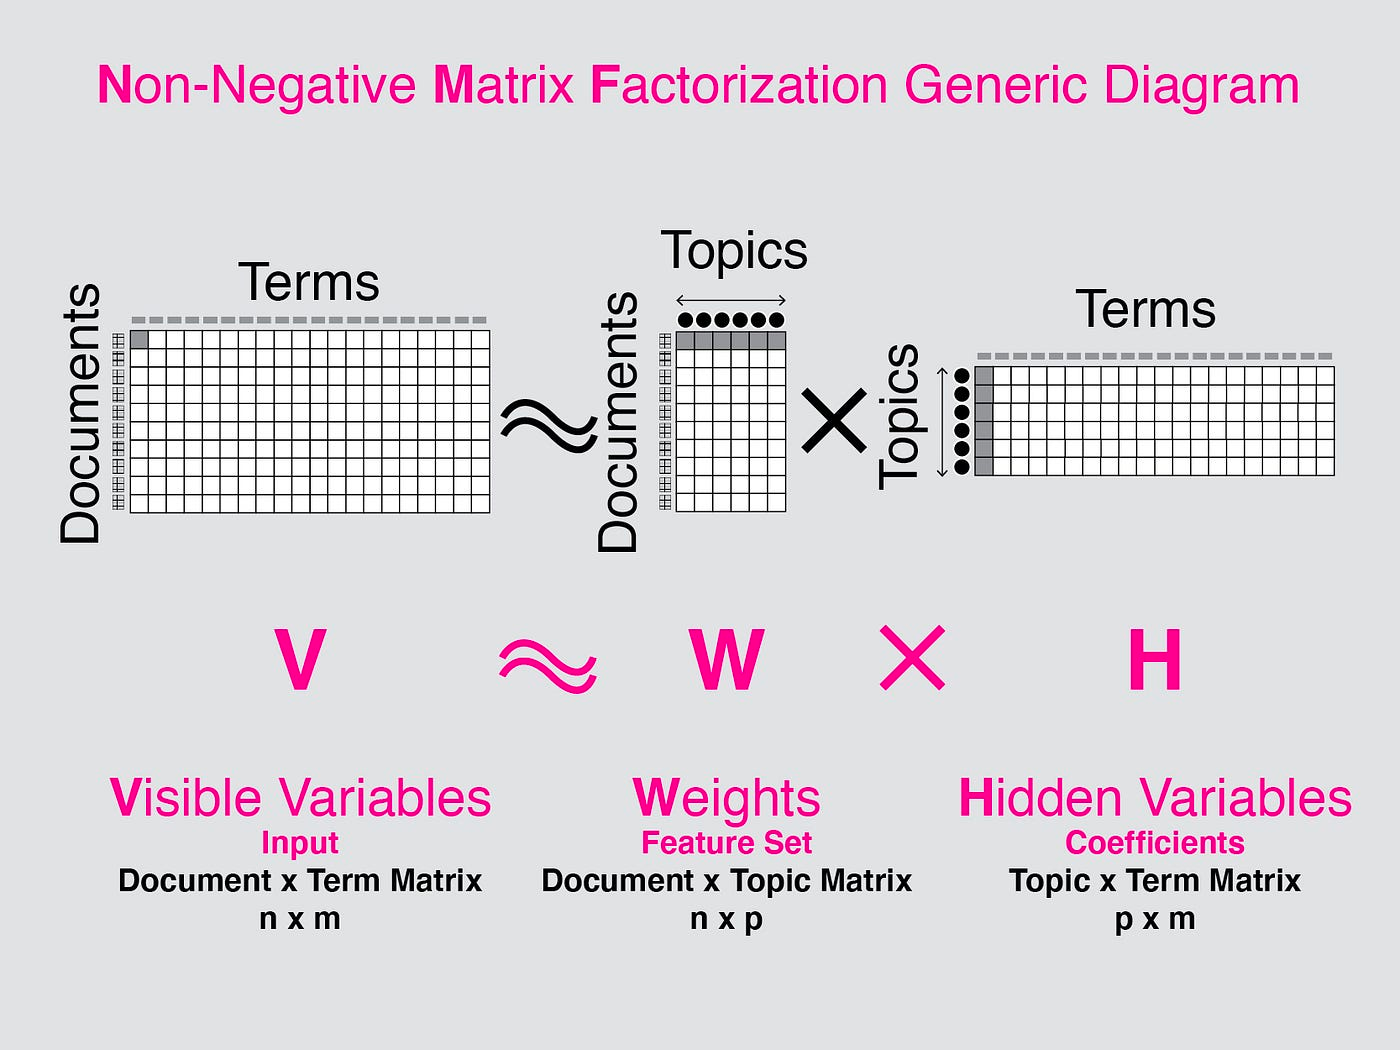 Non-Negative Matrix Factorization Generic Diagram
Topics
Terms
Terms
Documents
Documents
Topics
V ≈ W × H
Visible Variables
Input
Document x Term Matrix
n x m
Weights
Feature Set
Document x Topic Matrix
n x p
Hidden Variables
Coefficients
Topic x Term Matrix
p x m